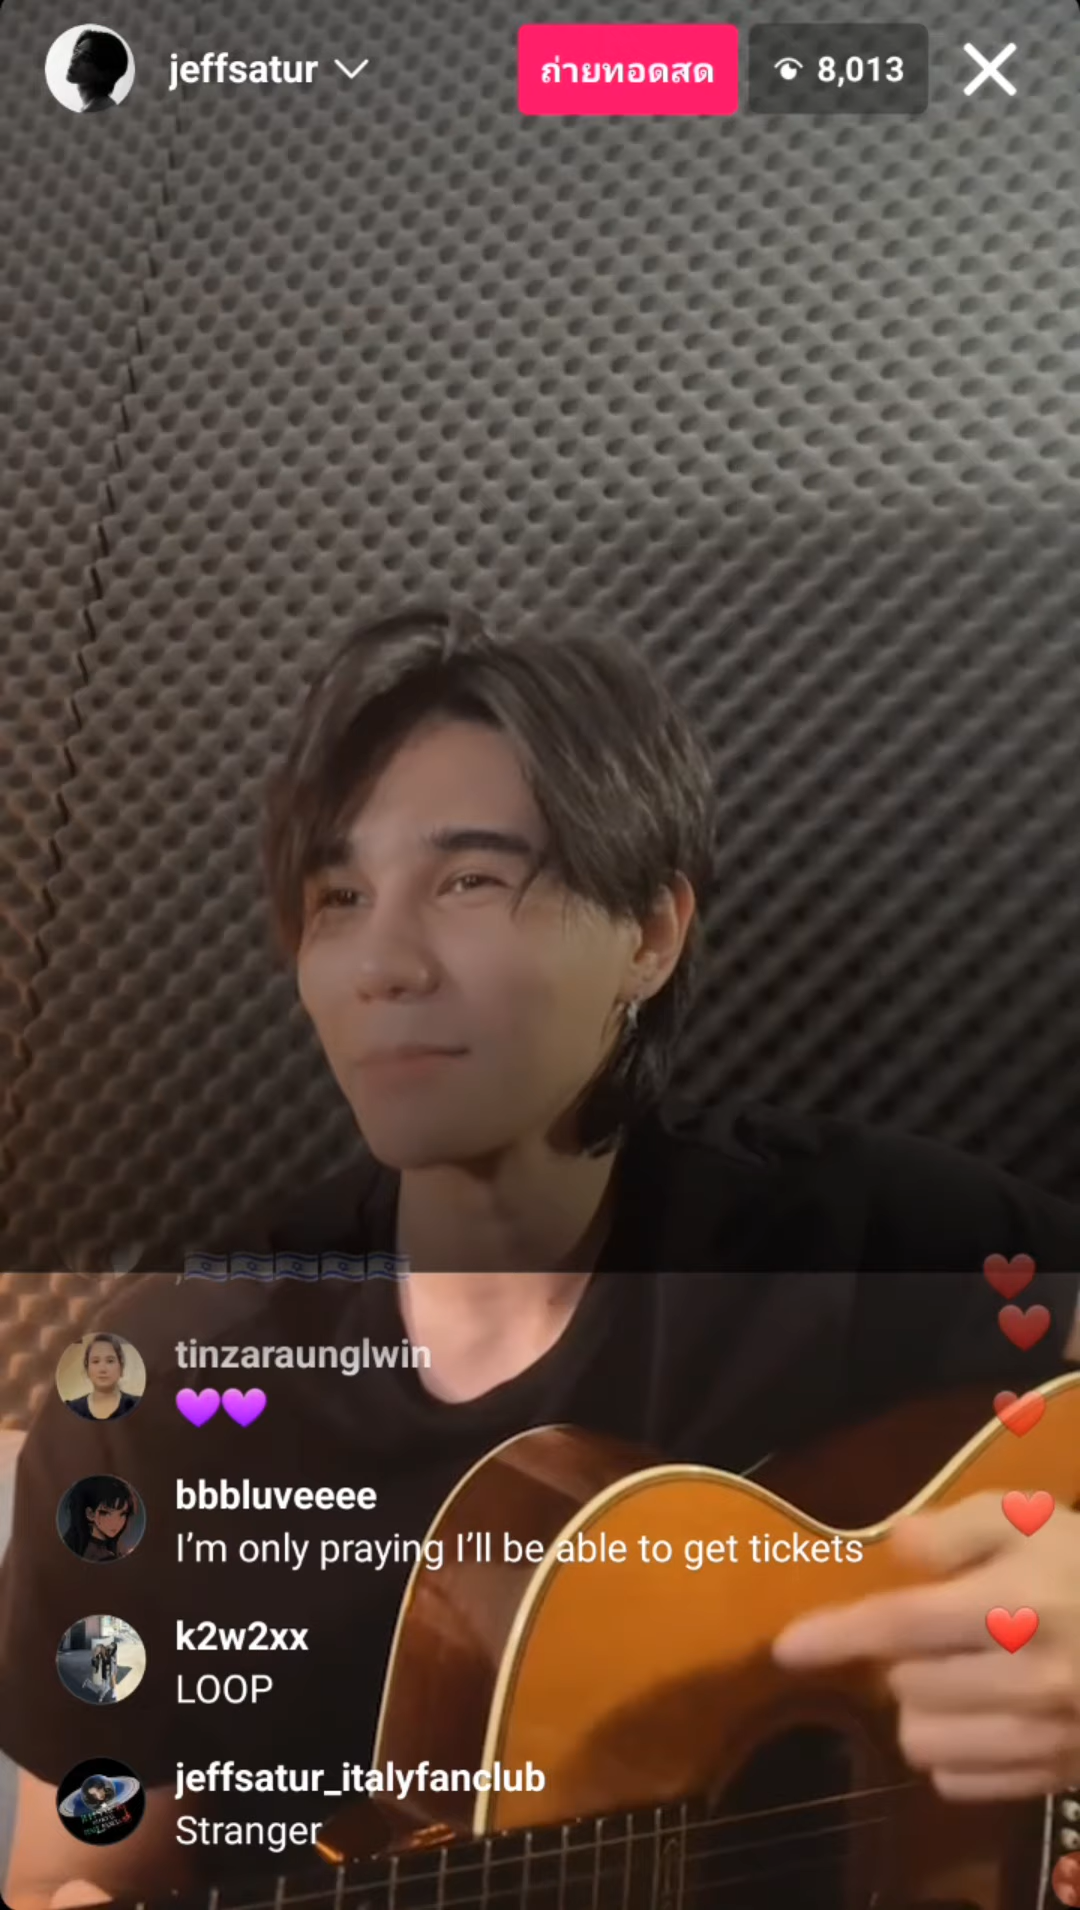 jeffsatur
ถ่ายทอดสด
8,013
tinzaraunglwin
💜💜
bbbluveeee
I’m only praying I’ll be able to get tickets
k2w2xx
LOOP
jeffsatur_italyfanclub
Stranger